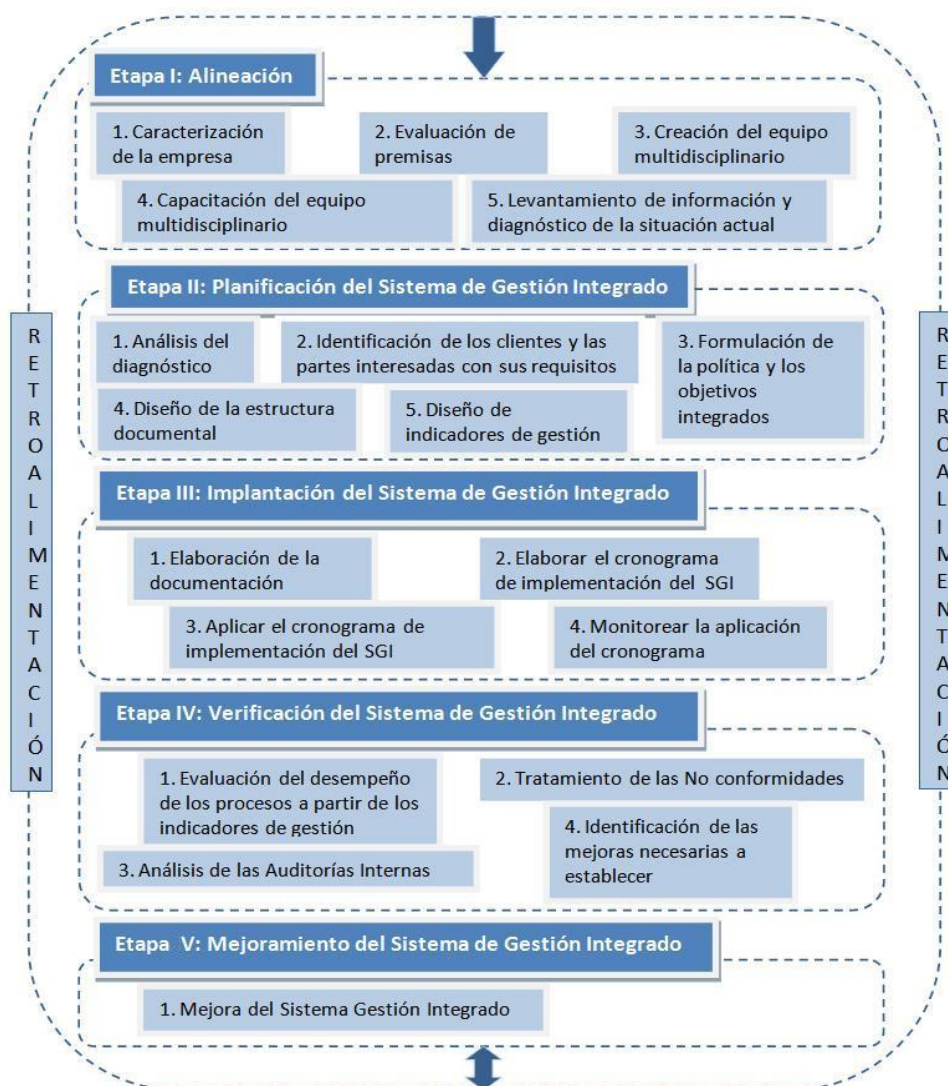 Etapa I: Alineación
1. Caracterización
de la empresa
2. Evaluación de
premisas
3. Creación del equipo
multidisciplinario
4. Capacitación del equipo
multidisciplinario
5. Levantamiento de información y
diagnóstico de la situación actual
Etapa II: Planificación del Sistema de Gestión Integrado
1. Análisis del
diagnóstico
2. Identificación de los clientes y las
partes interesadas con sus requisitos
3. Formulación de
la política y los
objetivos
integrados
4. Diseño de la estructura
documental
5. Diseño de
indicadores de gestión
Etapa III: Implantación del Sistema de Gestión Integrado
1. Elaboración de la
documentación
2. Elaborar el cronograma
de implementación del SGI
3. Aplicar el cronograma de
implementación del SGI
4. Monitorear la aplicación
del cronograma
Etapa IV: Verificación del Sistema de Gestión Integrado
1. Evaluación del desempeño
de los procesos a partir de los
indicadores de gestión
2. Tratamiento de las No conformidades
3. Análisis de las Auditorías Internas
4. Identificación de las
mejoras necesarias a
establecer
Etapa V: Mejoramiento del Sistema de Gestión Integrado
1. Mejora del Sistema Gestión Integrado
RETROALIMENTACIÓN
RETROALIMENTACIÓN